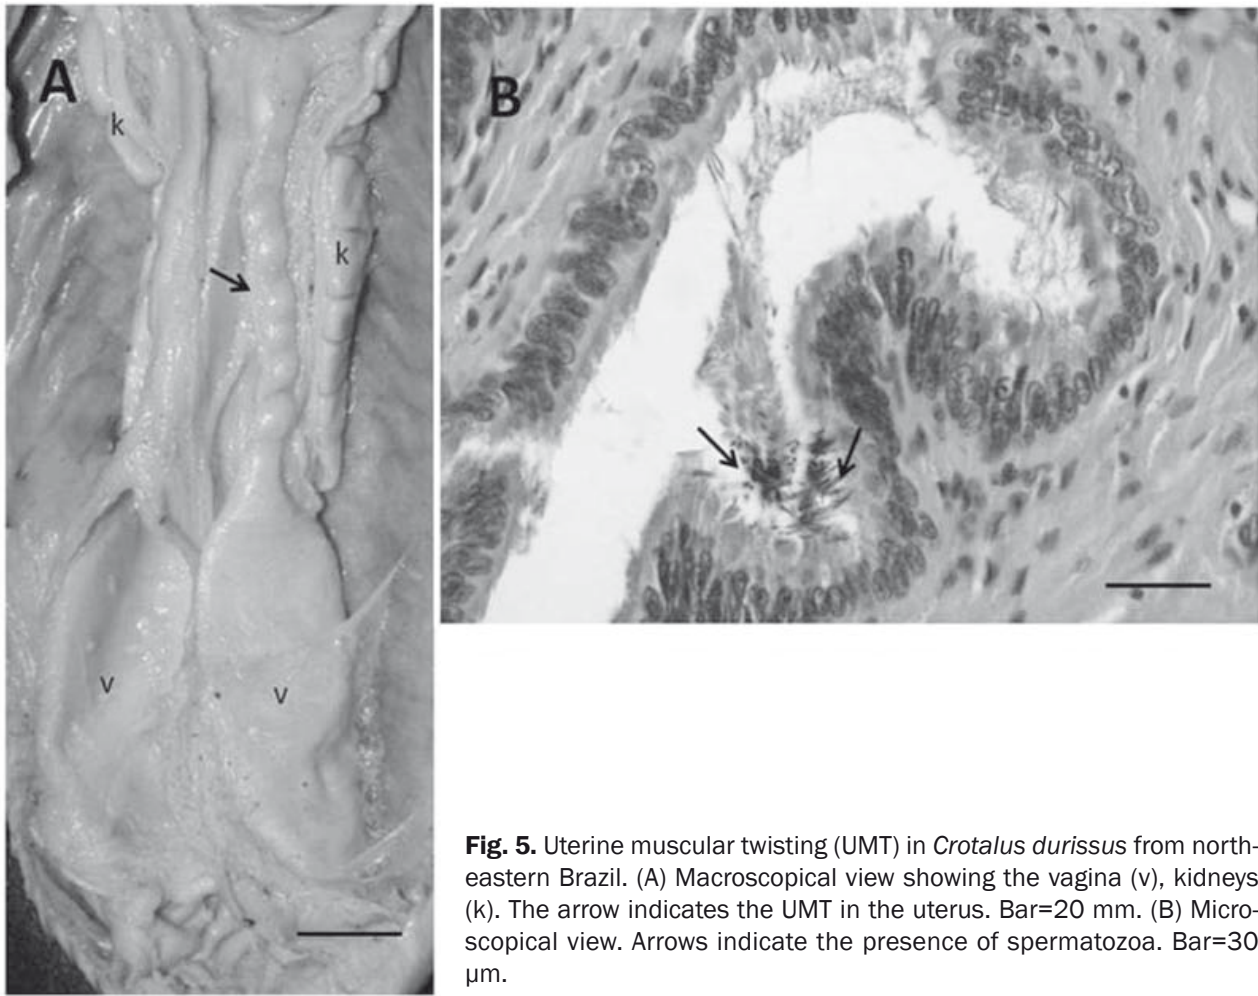 A
k
k
v
v
B
Fig. 5. Uterine muscular twisting (UMT) in Crotalus durissus from north-
eastern Brazil. (A) Macroscopical view showing the vagina (v), kidneys
(k). The arrow indicates the UMT in the uterus. Bar=20 mm. (B) Micro-
scopical view. Arrows indicate the presence of spermatozoa. Bar=30
µm.